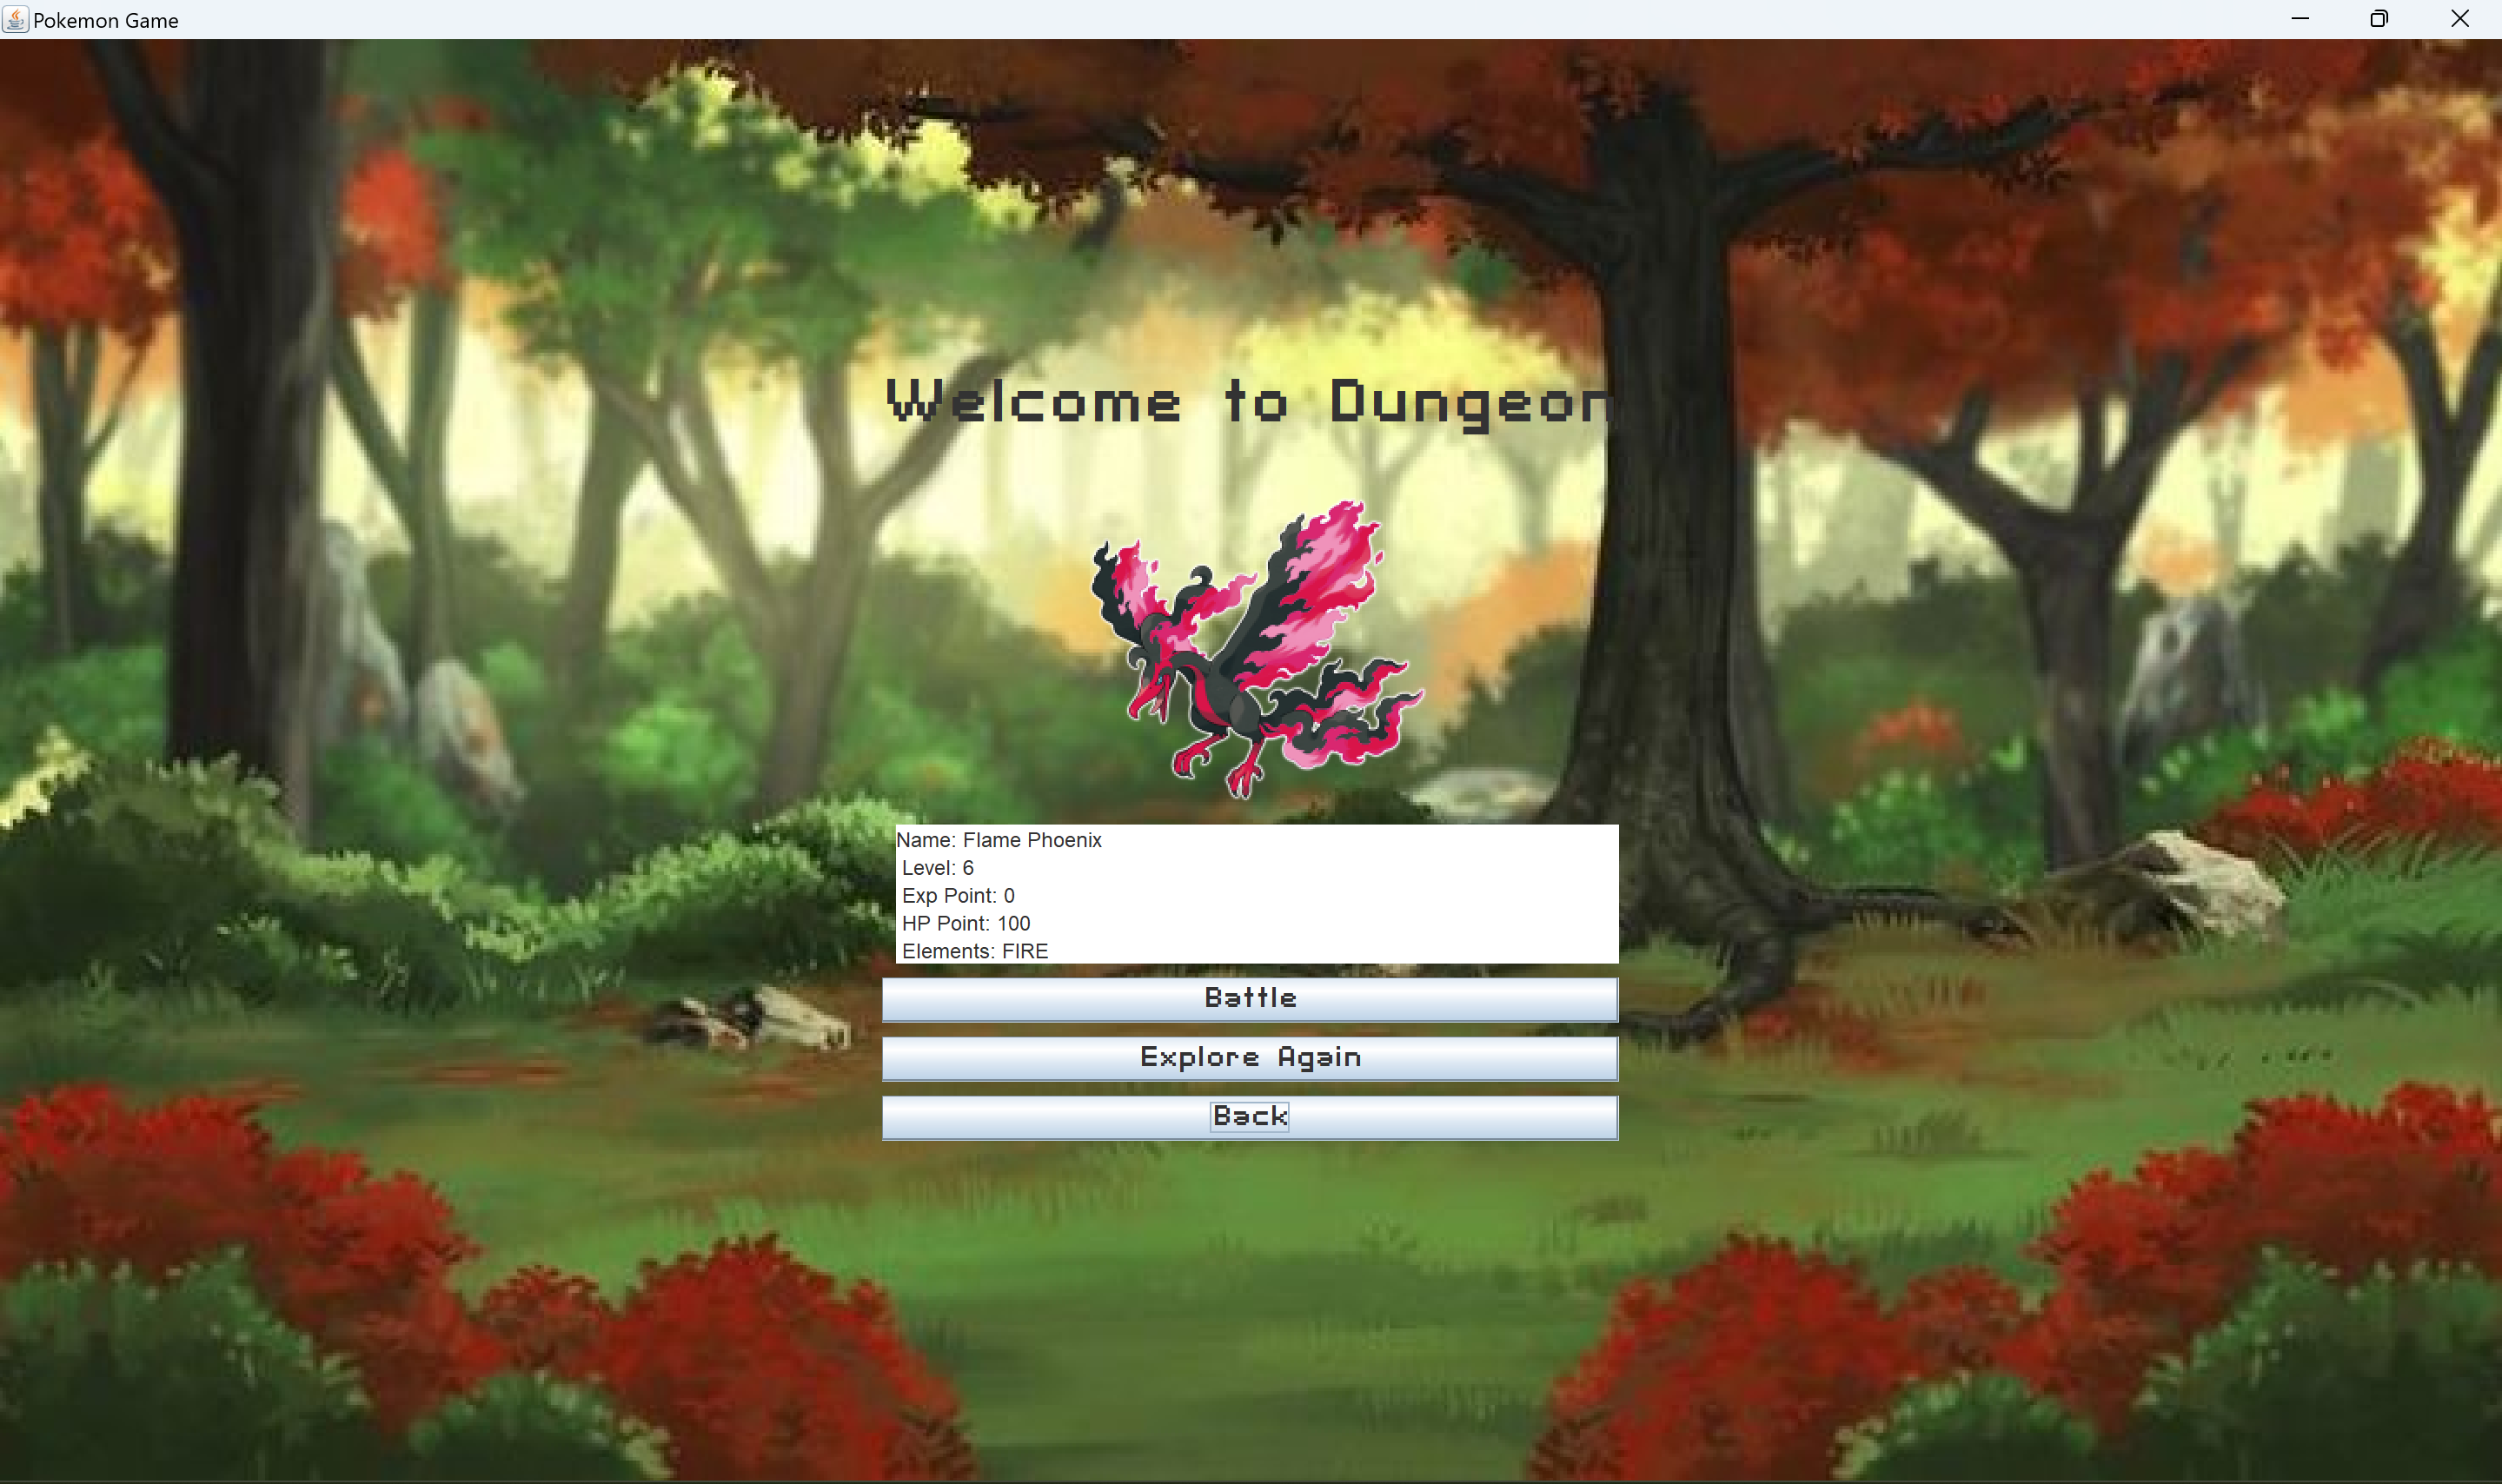 Pokemon Game
Welcome to Dungeon
Name: Flame Phoenix
Level: 6
Exp Point: 0
HP Point: 100
Elements: FIRE
Battle
Explore Again
Back